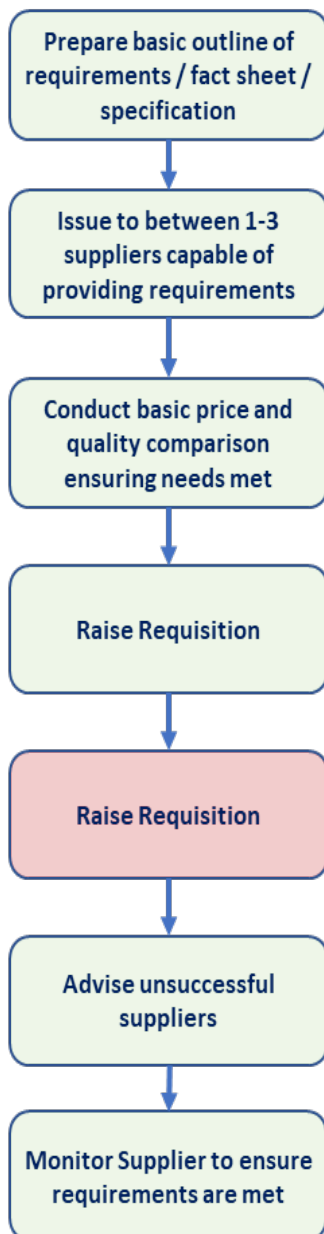 Prepare basic outline of
requirements / fact sheet /
specification
Issue to between 1-3
suppliers capable of
providing requirements
Conduct basic price and
quality comparison
ensuring needs met
Raise Requisition
Raise Requisition
Advise unsuccessful
suppliers
Monitor Supplier to ensure
requirements are met